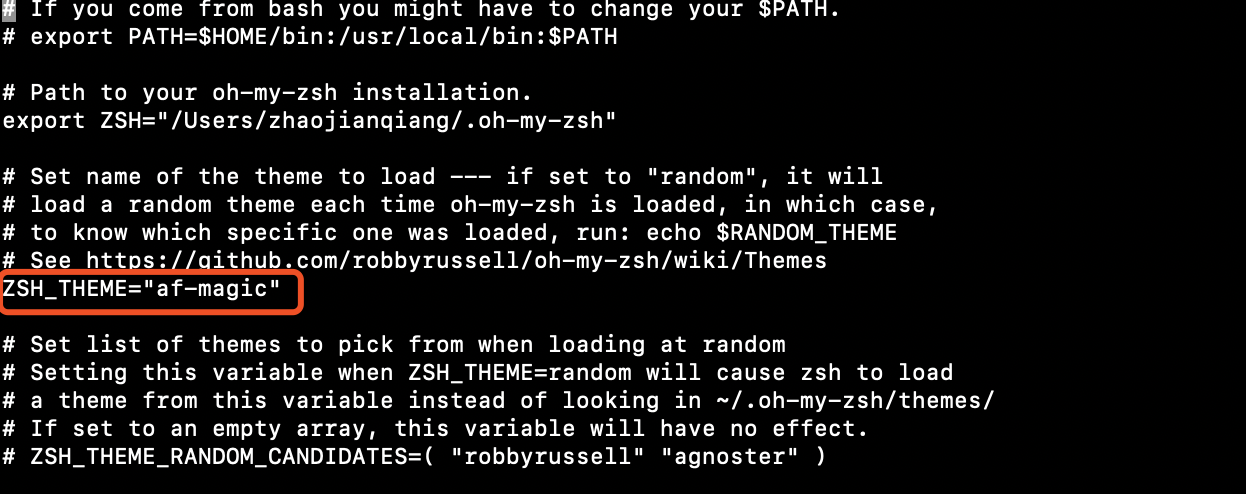 # If you come from bash you might have to change your $PATH.
# export PATH=$HOME/bin:/usr/local/bin:$PATH
# Path to your oh-my-zsh installation.
export ZSH="/Users/zhaojianqiang/.oh-my-zsh"
# Set name of the theme to load --- if set to "random", it will
# load a random theme each time oh-my-zsh is loaded, in which case,
# to know which specific one was loaded, run: echo $RANDOM_THEME
# See https://github.com/robbyrussell/oh-my-zsh/wiki/Themes
ZSH_THEME="af-magic"
# Set list of themes to pick from when loading at random
# Setting this variable when ZSH_THEME=random will cause zsh to load
# a theme from this variable instead of looking in ~/.oh-my-zsh/themes/
# If set to an empty array, this variable will have no effect.
# ZSH_THEME_RANDOM_CANDIDATES=( "robbyrussell" "agnoster" )